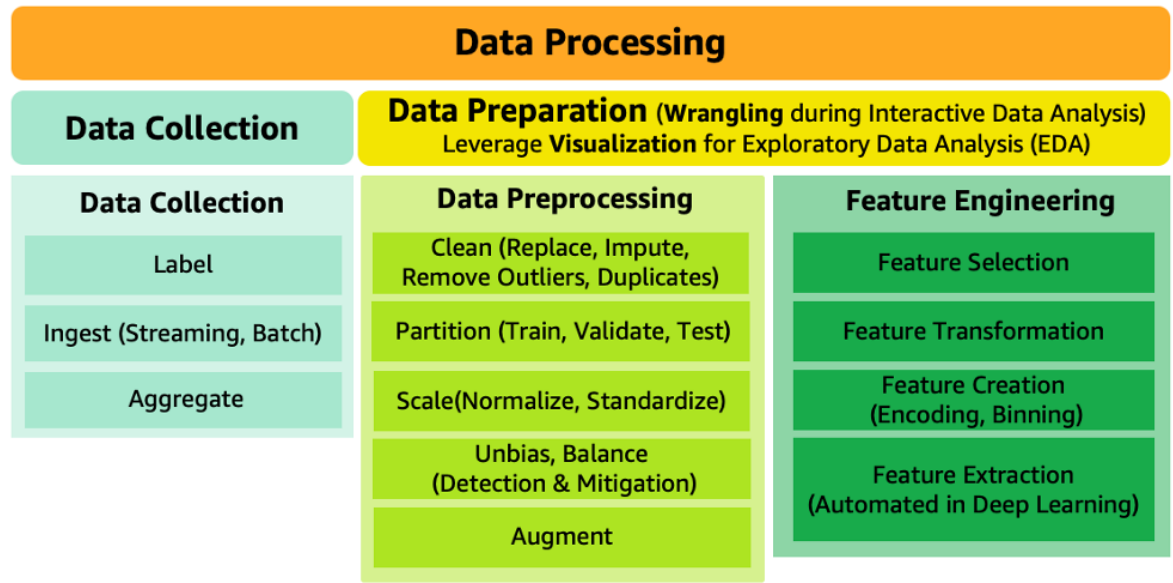 Data Processing
Data Collection
Data Preparation (Wrangling during Interactive Data Analysis)
Leverage Visualization for Exploratory Data Analysis (EDA)
Data Collection
Label
Ingest (Streaming, Batch)
Aggregate
Data Preprocessing
Clean (Replace, Impute,
Remove Outliers, Duplicates)
Partition (Train, Validate, Test)
Scale(Normalize, Standardize)
Unbias, Balance
(Detection & Mitigation)
Augment
Feature Engineering
Feature Selection
Feature Transformation
Feature Creation
(Encoding, Binning)
Feature Extraction
(Automated in Deep Learning)